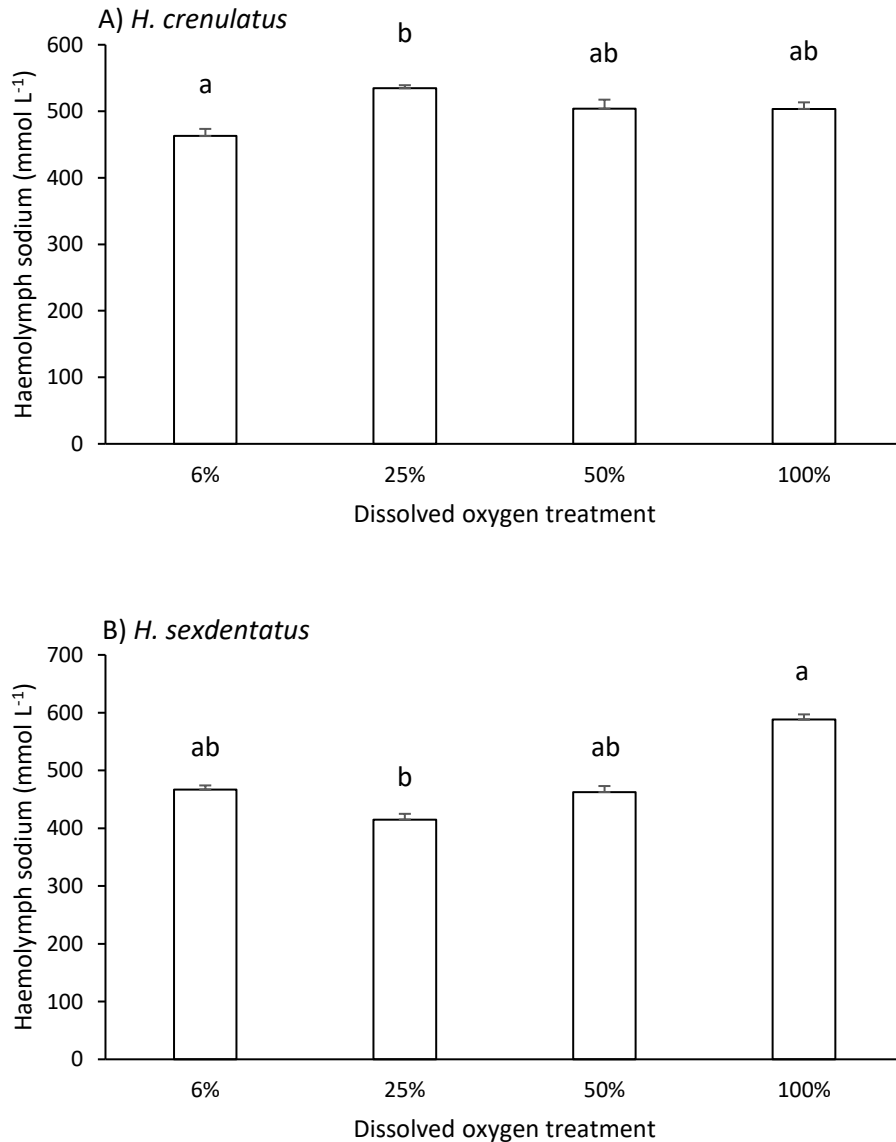 A) H. crenulatus
Haemolymph sodium (mmol L⁻¹)
600
500
400
300
200
100
0
a
b
ab
ab
6%
25%
50%
100%
Dissolved oxygen treatment
B) H. sexdentatus
Haemolymph sodium (mmol L⁻¹)
700
600
500
400
300
200
100
0
ab
b
ab
a
6%
25%
50%
100%
Dissolved oxygen treatment